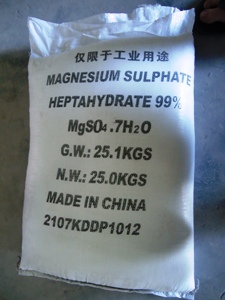 仅限于工业用途
MAGNESIUM SULPHATE
HEPTAHYDRATE 99%
MgSO₄.7H₂O
G.W.: 25.1KGS
N.W.: 25.0KGS
MADE IN CHINA
2107KDDP1012